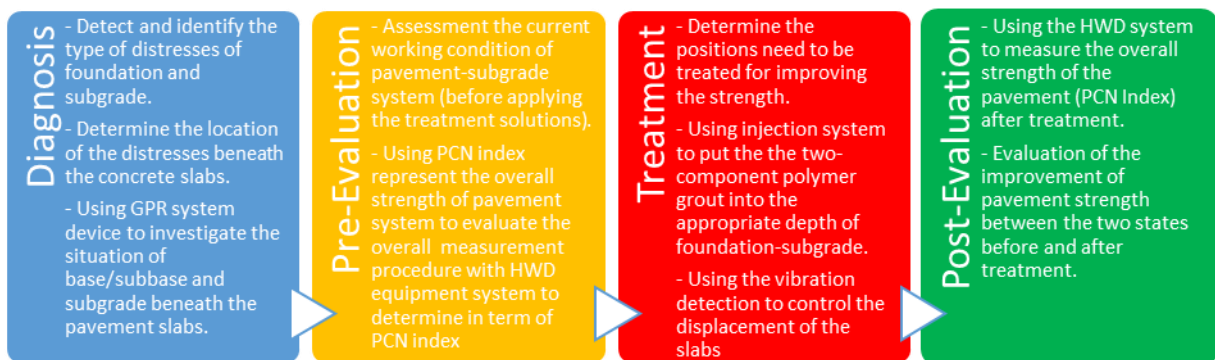 Diagnosis
- Detect and identify the
type of distresses of
foundation and
subgrade.
- Determine the location
of the distresses beneath
the concrete slabs.
- Using GPR system
device to investigate the
situation of
base/subbase and
subgrade beneath the
pavement slabs.
Pre-Evaluation
- Assessment the current
working condition of
pavement-subgrade
system (before applying
the treatment solutions).
- Using PCN index
represent the overall
strength of pavement
system to evaluate the
overall measurement
procedure with HWD
equipment system to
determine in term of
PCN index
Treatment
- Determine the
positions need to be
treated for improving
the strength.
- Using injection system
to put the the two-
component polymer
grout into the
appropriate depth of
foundation-subgrade.
- Using the vibration
detection to control the
displacement of the
slabs
Post-Evaluation
- Using the HWD system
to measure the overall
strength of the
pavement (PCN Index)
after treatment.
- Evaluation of the
improvement of
pavement strength
between the two states
before and after
treatment.